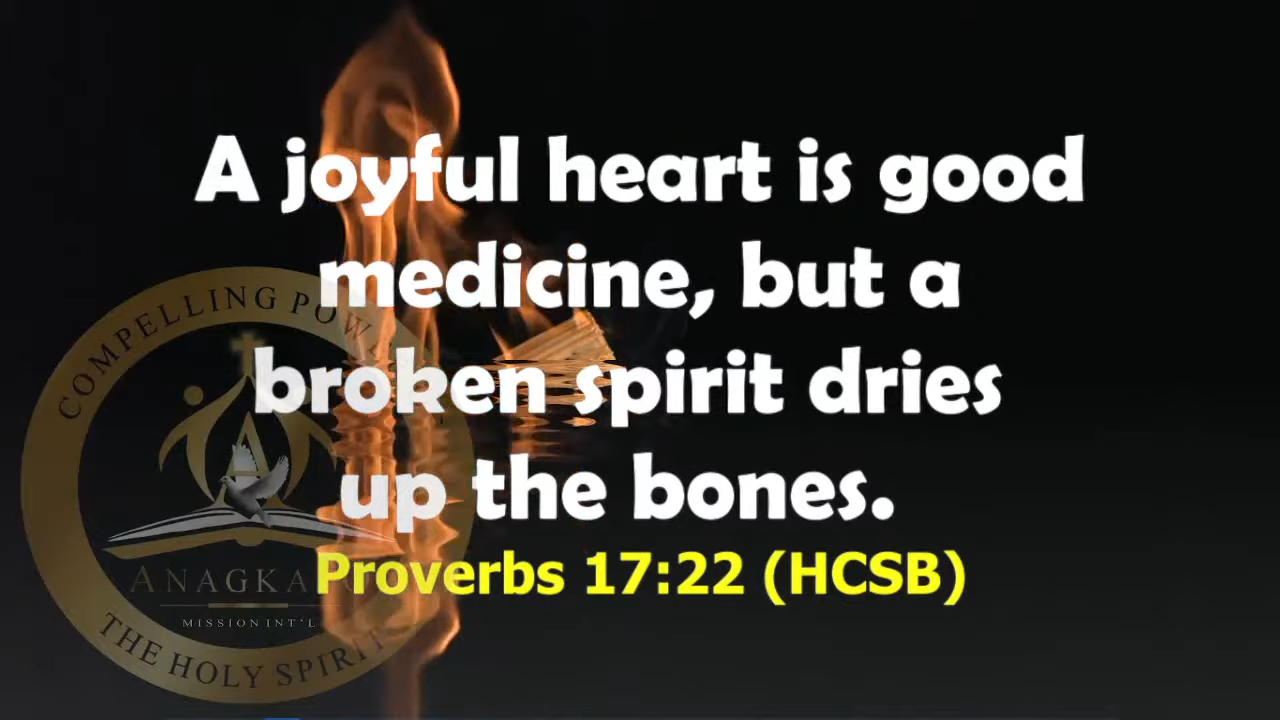 A joyful heart is good
medicine, but a
broken spirit dries
up the bones.
Proverbs 17:22 (HCSB)
COMPELLING
A
MISSION INT'L
THE HOLY SPIRIT